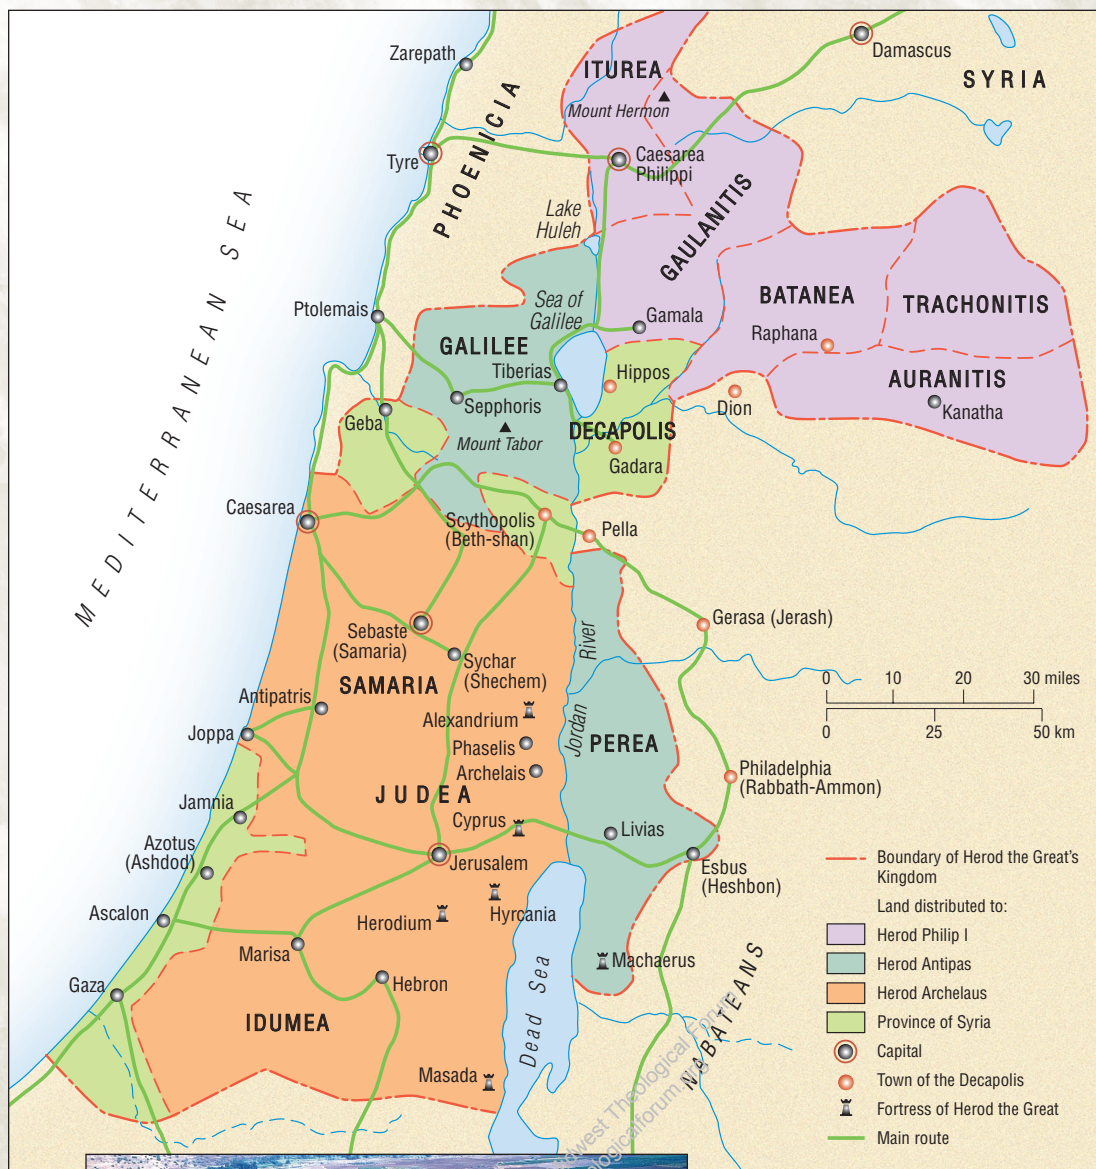 Zarepath
ITUREA
Mount Hermon
Damascus
SYRIA
PHOENICIA
Tyre
Caesarea
Philippi
Lake
Huleh
GAULANITIS
MEDITERRANEAN SEA
Ptolemais
Sea of
Galilee
Gamala
BATANEA
Raphana
TRACHONITIS
GALILEE
Tiberias
Hippos
AURANITIS
Kanatha
Dion
Sepphoris
Geba
Mount Tabor
DECAPOLIS
Gadara
Caesarea
Scythopolis
(Beth-shan)
Pella
Sebaste
(Samaria)
Sychar
(Shechem)
Gerasa (Jerash)
Jordan River
SAMARIA
Antipatris
Alexandrium
Joppa
Phaselis
Archelais
PEREA
0 10 20 30 miles
0 25 50 km
Philadelphia
(Rabbath-Ammon)
JUDEA
Jamnia
Cyprus
Livias
Azotus
(Ashdod)
Jerusalem
Esbus
(Heshbon)
Ascalon
Herodium
Hyrcania
Marisa
Machaerus
Gaza
Hebron
Dead Sea
NABATEANS
IDUMEA
Masada
Boundary of Herod the Great's
Kingdom
Land distributed to:
Herod Philip I
Herod Antipas
Herod Archelaus
Province of Syria
Capital
Town of the Decapolis
Fortress of Herod the Great
Main route
Theological Forum